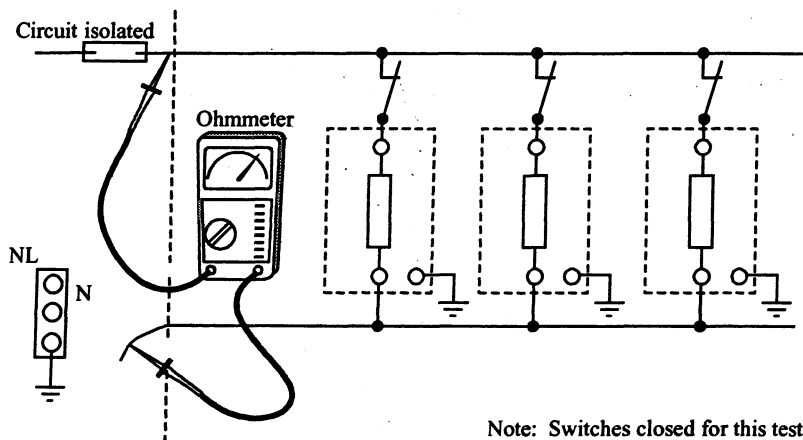 Circuit isolated
Ohmmeter
NL
N
Note: Switches closed for this test